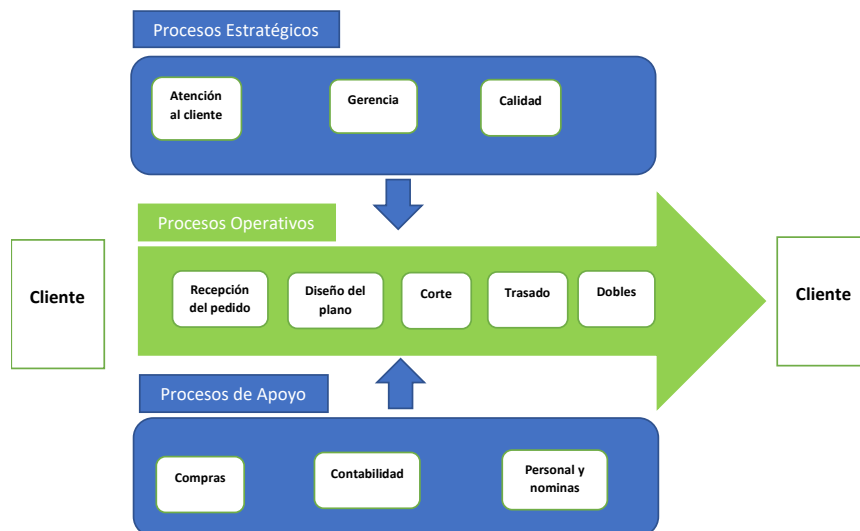 Procesos Estratégicos
Atención
al cliente
Gerencia
Calidad
Procesos Operativos
Cliente
Recepción
del pedido
Diseño del
plano
Corte
Trasado
Dobles
Cliente
Procesos de Apoyo
Compras
Contabilidad
Personal y
nominas